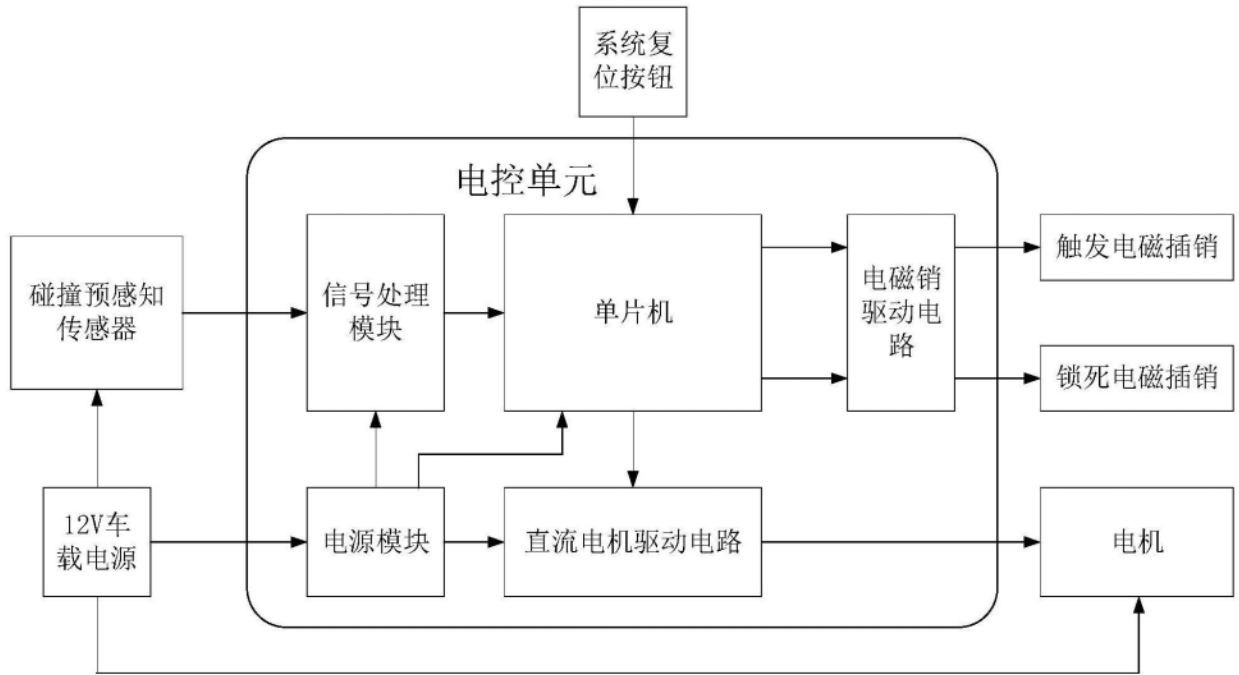 系统复
位按钮
电控单元
碰撞预感知
传感器
信号处理
模块
单片机
电磁销
驱动电
路
触发电磁插销
锁死电磁插销
12V车
载电源
电源模块
直流电机驱动电路
电机